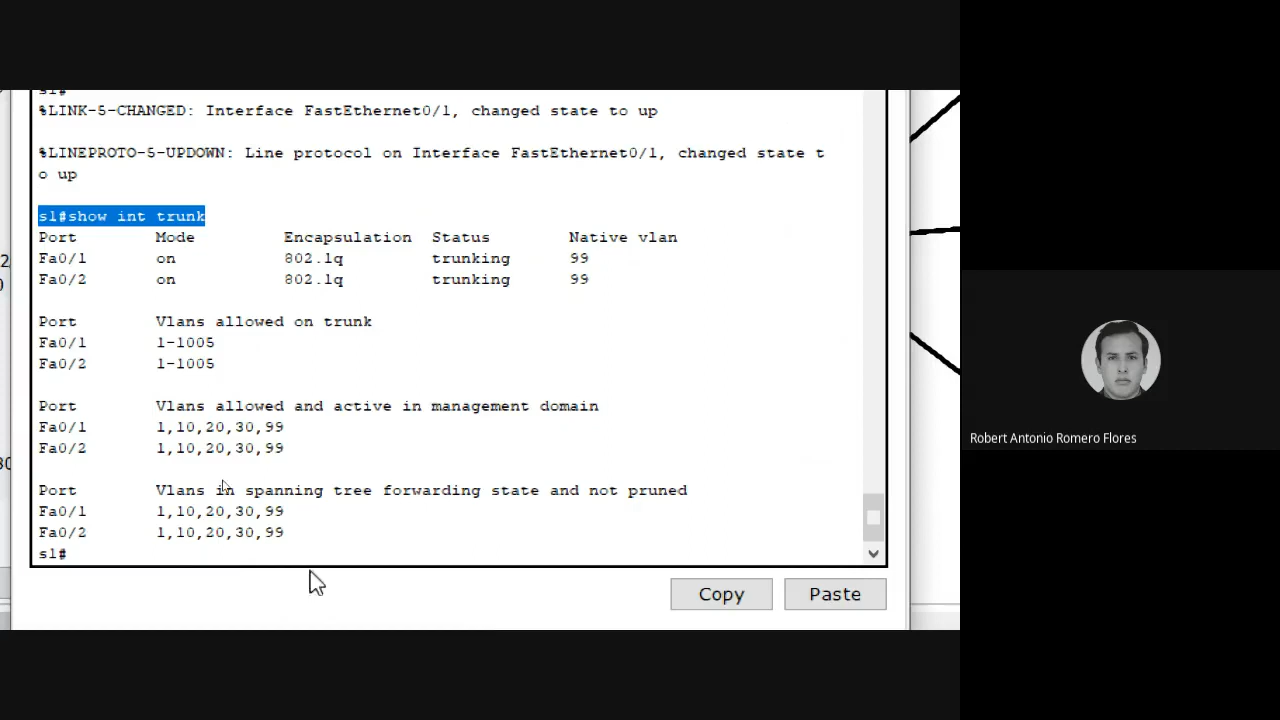 s1#
%LINK-5-CHANGED: Interface FastEthernet0/1, changed state to up
%LINEPROTO-5-UPDOWN: Line protocol on Interface FastEthernet0/1, changed state t
o up
s1#show int trunk
Port Mode Encapsulation Status Native vlan
Fa0/1 on 802.1q trunking 99
Fa0/2 on 802.1q trunking 99
Port Vlans allowed on trunk
Fa0/1 1-1005
Fa0/2 1-1005
Port Vlans allowed and active in management domain
Fa0/1 1,10,20,30,99
Fa0/2 1,10,20,30,99
Port Vlans in spanning tree forwarding state and not pruned
Fa0/1 1,10,20,30,99
Fa0/2 1,10,20,30,99
s1#
Copy Paste
Robert Antonio Romero Flores